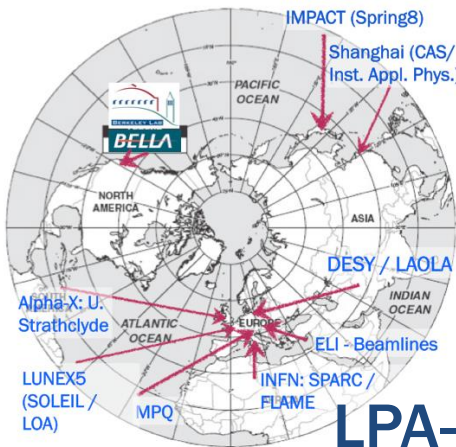 IMPACT (Spring8)
Shanghai (CAS/
Inst. Appl. Phys.)
PACIFIC
OCEAN
BERKELEY LAB
BELLA
NORTH
AMERICA
ASIA
DESY / LAOLA
INDIAN
OCEAN
Alpha-X: U.
Strathclyde
ATLANTIC
OCEAN
EUROPE
ELI - Beamlines
LUNEX5
(SOLEIL /
LOA)
MPQ
INFN: SPARC /
FLAME
LPA-